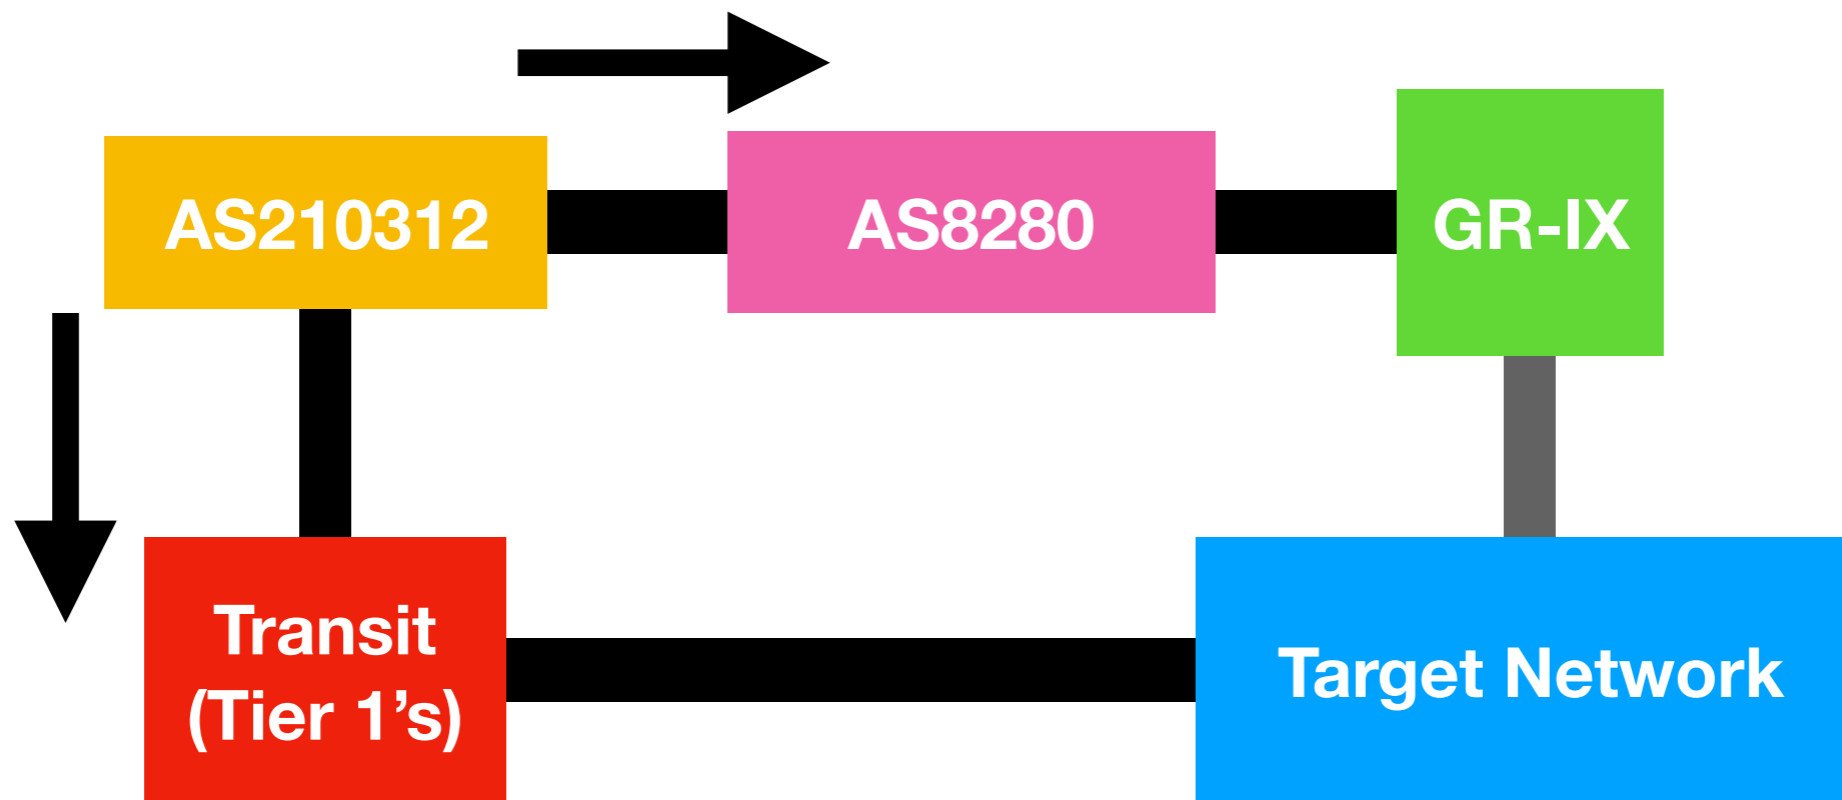 AS210312
AS8280
GR-IX
Transit
(Tier 1’s)
Target Network